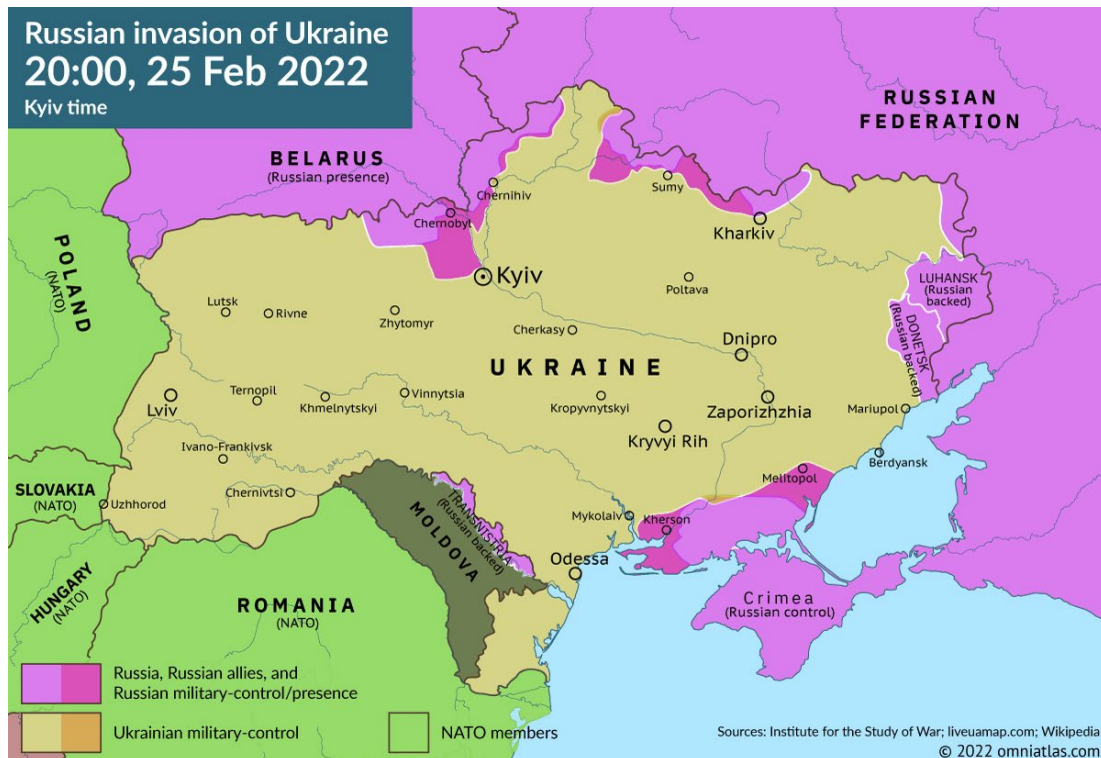 Russian invasion of Ukraine
20:00, 25 Feb 2022
Kyiv time
RUSSIAN
FEDERATION
BELARUS
(Russian presence)
Chernihiv
Sumy
Chernobyl
Kharkiv
POLAND
(NATO)
Kyiv
Poltava
LUHANSK
(Russian
backed)
Lutsk
Rivne
Zhytomyr
Cherkasy
DONETSK
(Russian
backed)
Dnipro
UKRAINE
Lviv
Ternopil
Khmelnytskyi
Vinnytsia
Kropyvnytskyi
Zaporizhzhia
Mariupol
Kryvyi Rih
Ivano-Frankivsk
Berdyansk
Melitopol
SLOVAKIA
(NATO)
Uzhhorod
Chernivtsi
TRANSNISTRIA
(Russian backed)
MOLDOVA
Mykolaiv
Kherson
Odessa
HUNGARY
(NATO)
ROMANIA
(NATO)
Crimea
(Russian control)
Russia, Russian allies, and
Russian military-control/presence
Ukrainian military-control
NATO members
Sources: Institute for the Study of War; liveuamap.com; Wikipedia
© 2022 omniatlas.com